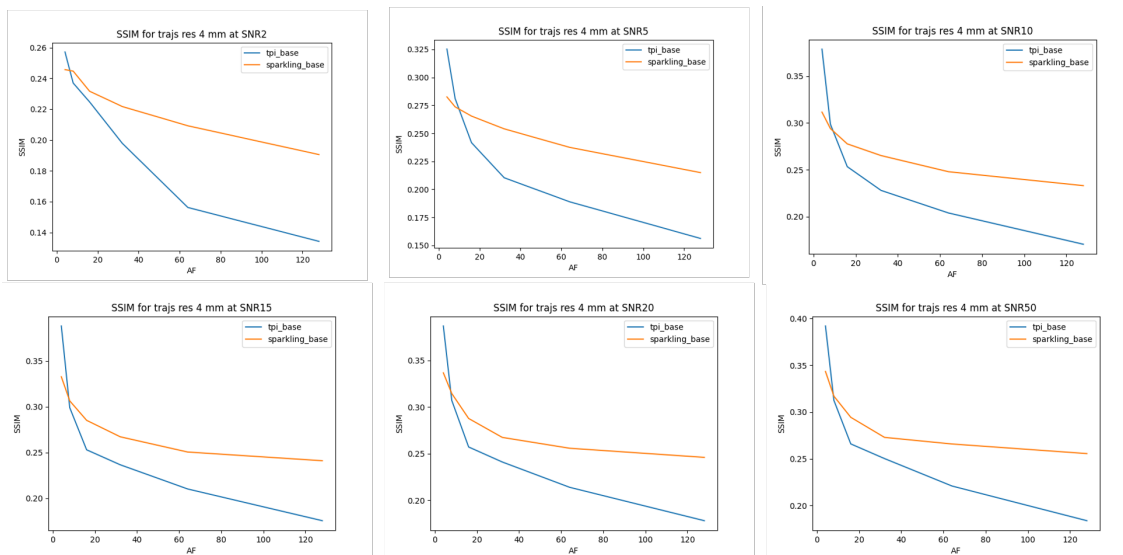 SSIM for trajs res 4 mm at SNR2
tpi_base
sparkling_base
0.26
0.24
0.22
0.20
0.18
0.16
0.14
SSIM
0 20 40 60 80 100 120
AF
SSIM for trajs res 4 mm at SNR5
tpi_base
sparkling_base
0.325
0.300
0.275
0.250
0.225
0.200
0.175
0.150
SSIM
0 20 40 60 80 100 120
AF
SSIM for trajs res 4 mm at SNR10
tpi_base
sparkling_base
0.35
0.30
0.25
0.20
SSIM
0 20 40 60 80 100 120
AF
SSIM for trajs res 4 mm at SNR15
tpi_base
sparkling_base
0.35
0.30
0.25
0.20
SSIM
0 20 40 60 80 100 120
AF
SSIM for trajs res 4 mm at SNR20
tpi_base
sparkling_base
0.35
0.30
0.25
0.20
SSIM
0 20 40 60 80 100 120
AF
SSIM for trajs res 4 mm at SNR50
tpi_base
sparkling_base
0.40
0.35
0.30
0.25
0.20
SSIM
0 20 40 60 80 100 120
AF